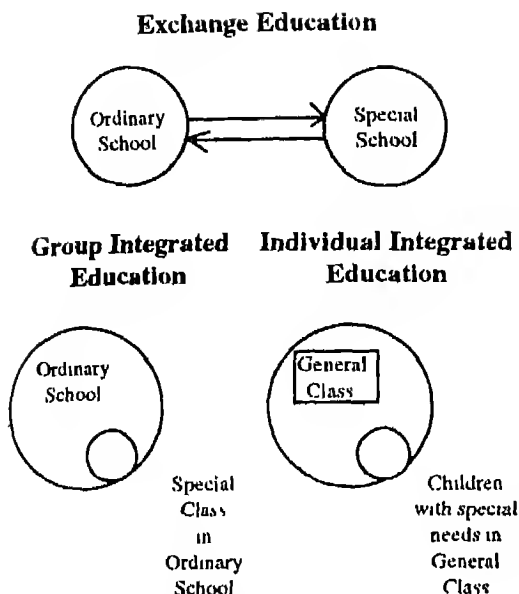 Exchange Education
Ordinary
School
Special
School
Group Integrated
Education
Individual Integrated
Education
Ordinary
School
General
Class
Special
Class
in
Ordinary
School
Children
with special
needs in
General
Class